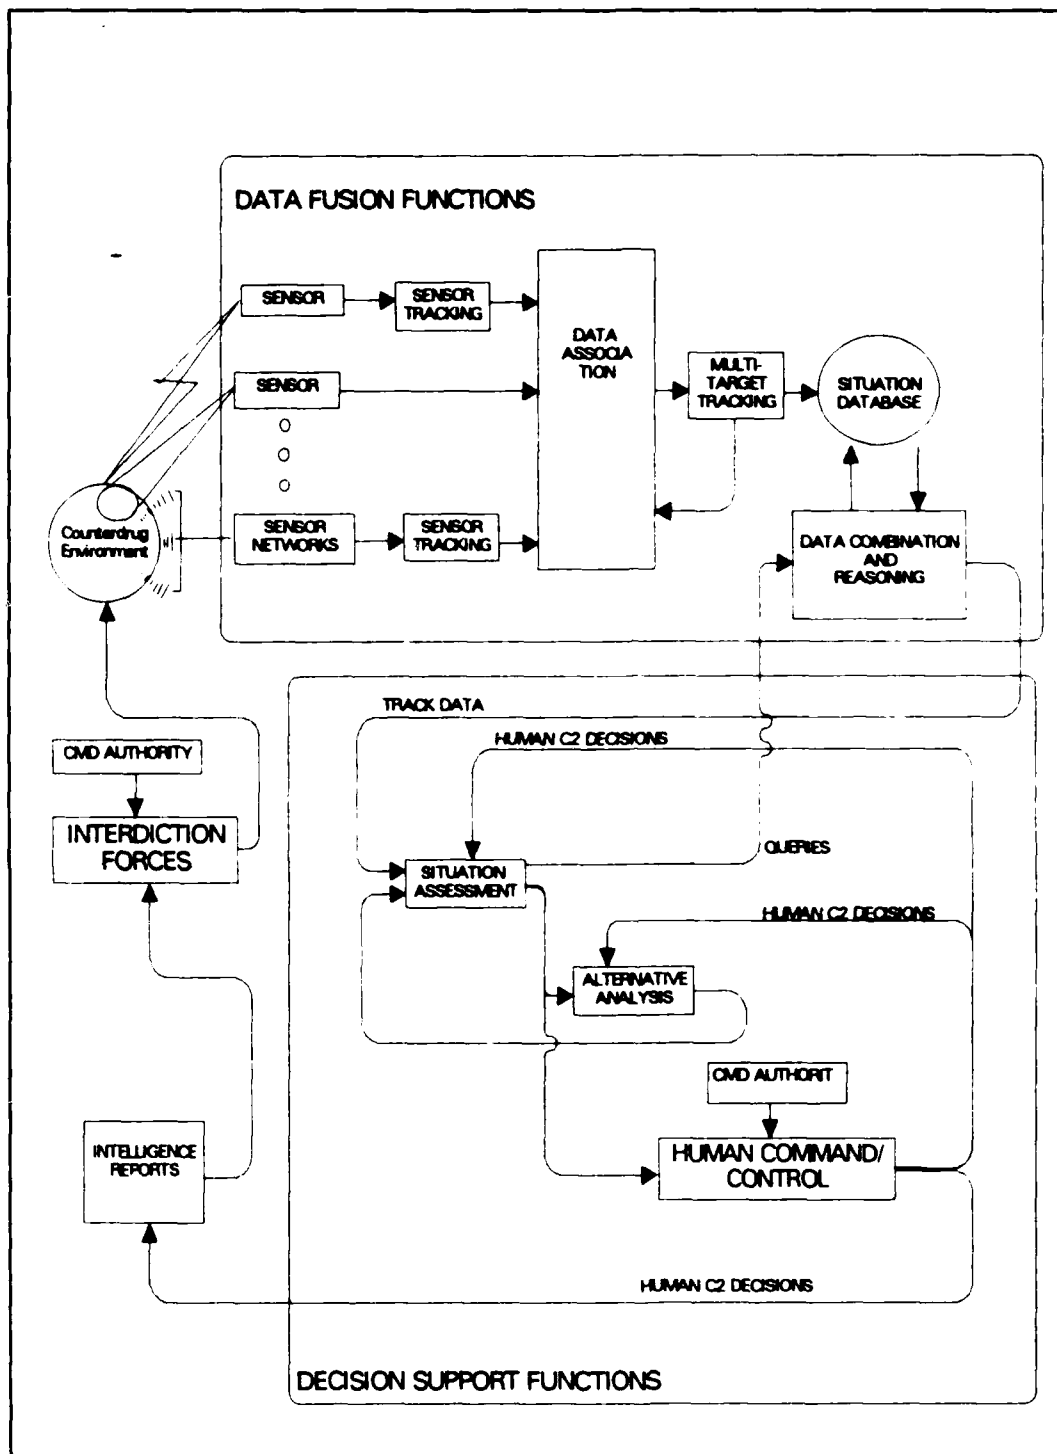 DATA FUSION FUNCTIONS
SENSOR
SENSOR
TRACKING
DATA
ASSOCIA
TION
SENSOR
MULTI-
TARGET
TRACKING
SITUATION
DATABASE
Counterdrug
Environment
SENSOR
NETWORKS
SENSOR
TRACKING
DATA COMBINATION
AND
REASONING
TRACK DATA
HUMAN C2 DECISIONS
CMD AUTHORITY
INTERDICTION
FORCES
QUERIES
SITUATION
ASSESSMENT
HUMAN C2 DECISIONS
ALTERNATIVE
ANALYSIS
CMD AUTHORIT
HUMAN COMMAND/
CONTROL
INTELLIGENCE
REPORTS
HUMAN C2 DECISIONS
DECISION SUPPORT FUNCTIONS